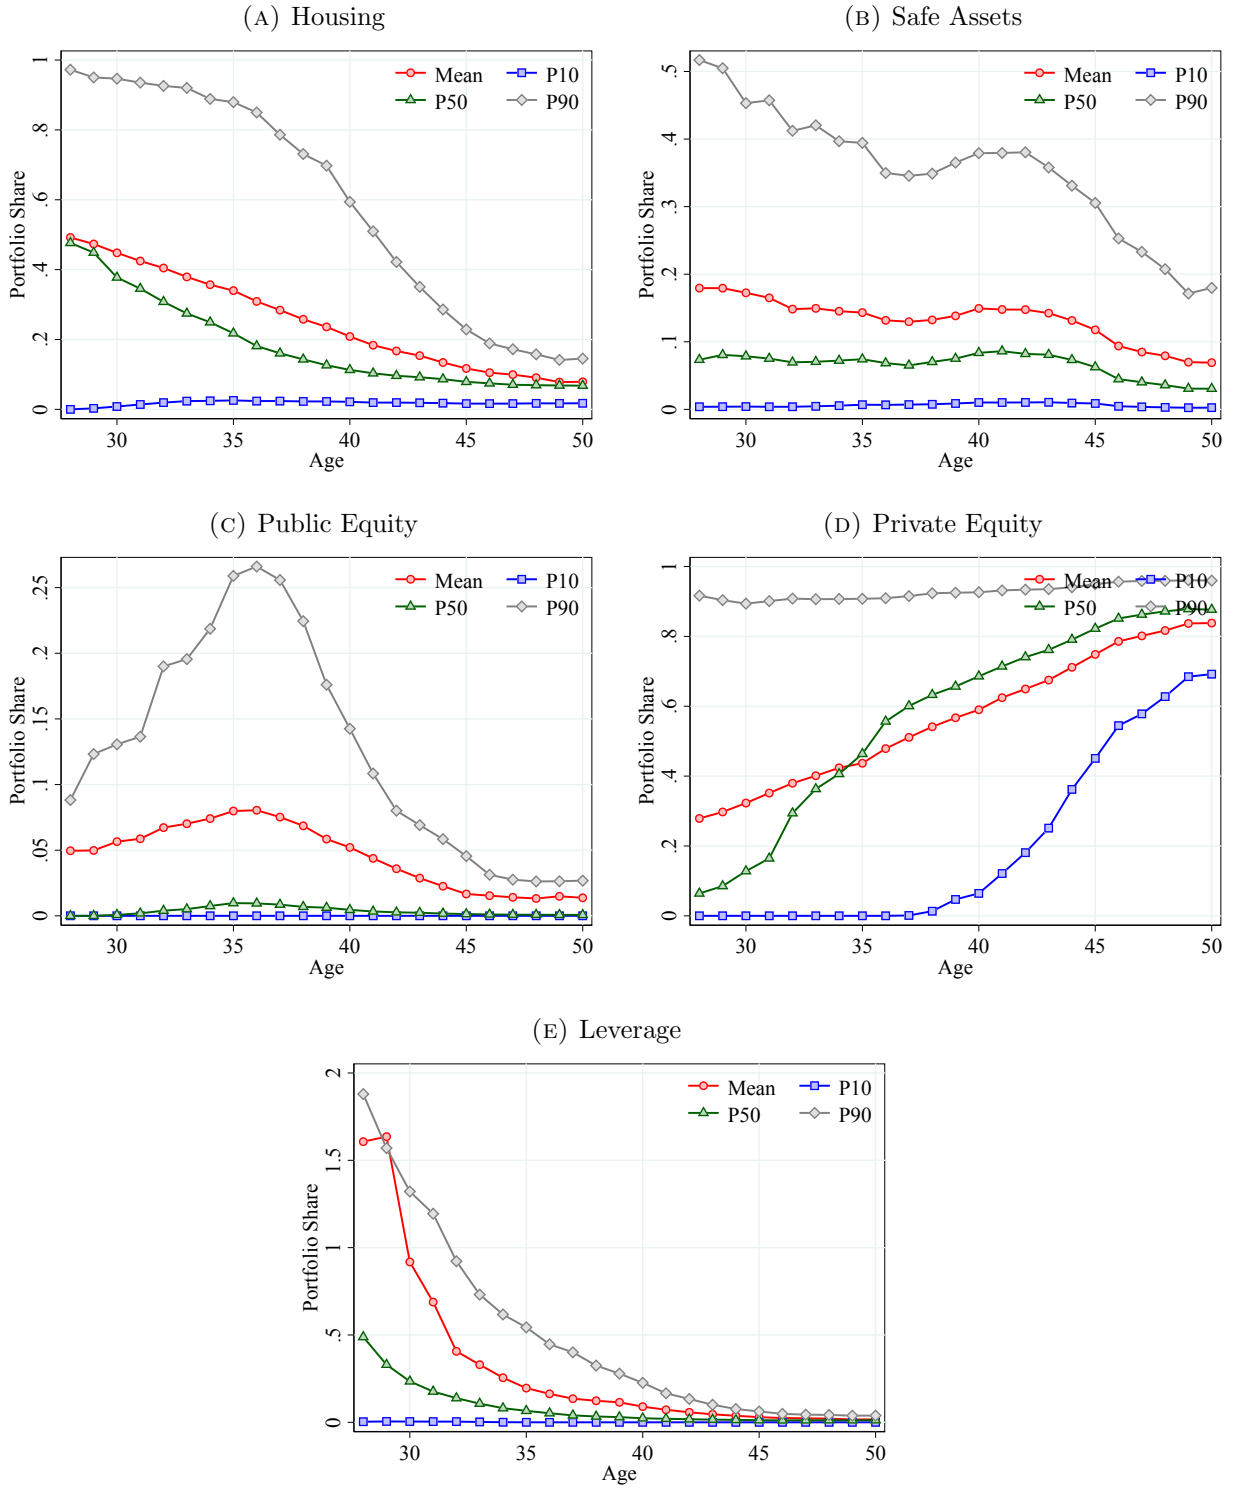 (A) Housing
Portfolio Share
1
.8
.6
.4
.2
0
Mean
P10
P50
P90
30 35 40 45 50
Age
(B) Safe Assets
Portfolio Share
.5
.4
.3
.2
.1
0
Mean
P10
P50
P90
30 35 40 45 50
Age
(C) Public Equity
Portfolio Share
.25
.2
.15
.1
.05
0
Mean
P10
P50
P90
30 35 40 45 50
Age
(D) Private Equity
Portfolio Share
1
.8
.6
.4
.2
0
Mean
P10
P50
P90
30 35 40 45 50
Age
(E) Leverage
Portfolio Share
2
1.5
1
.5
0
Mean
P10
P50
P90
30 35 40 45 50
Age